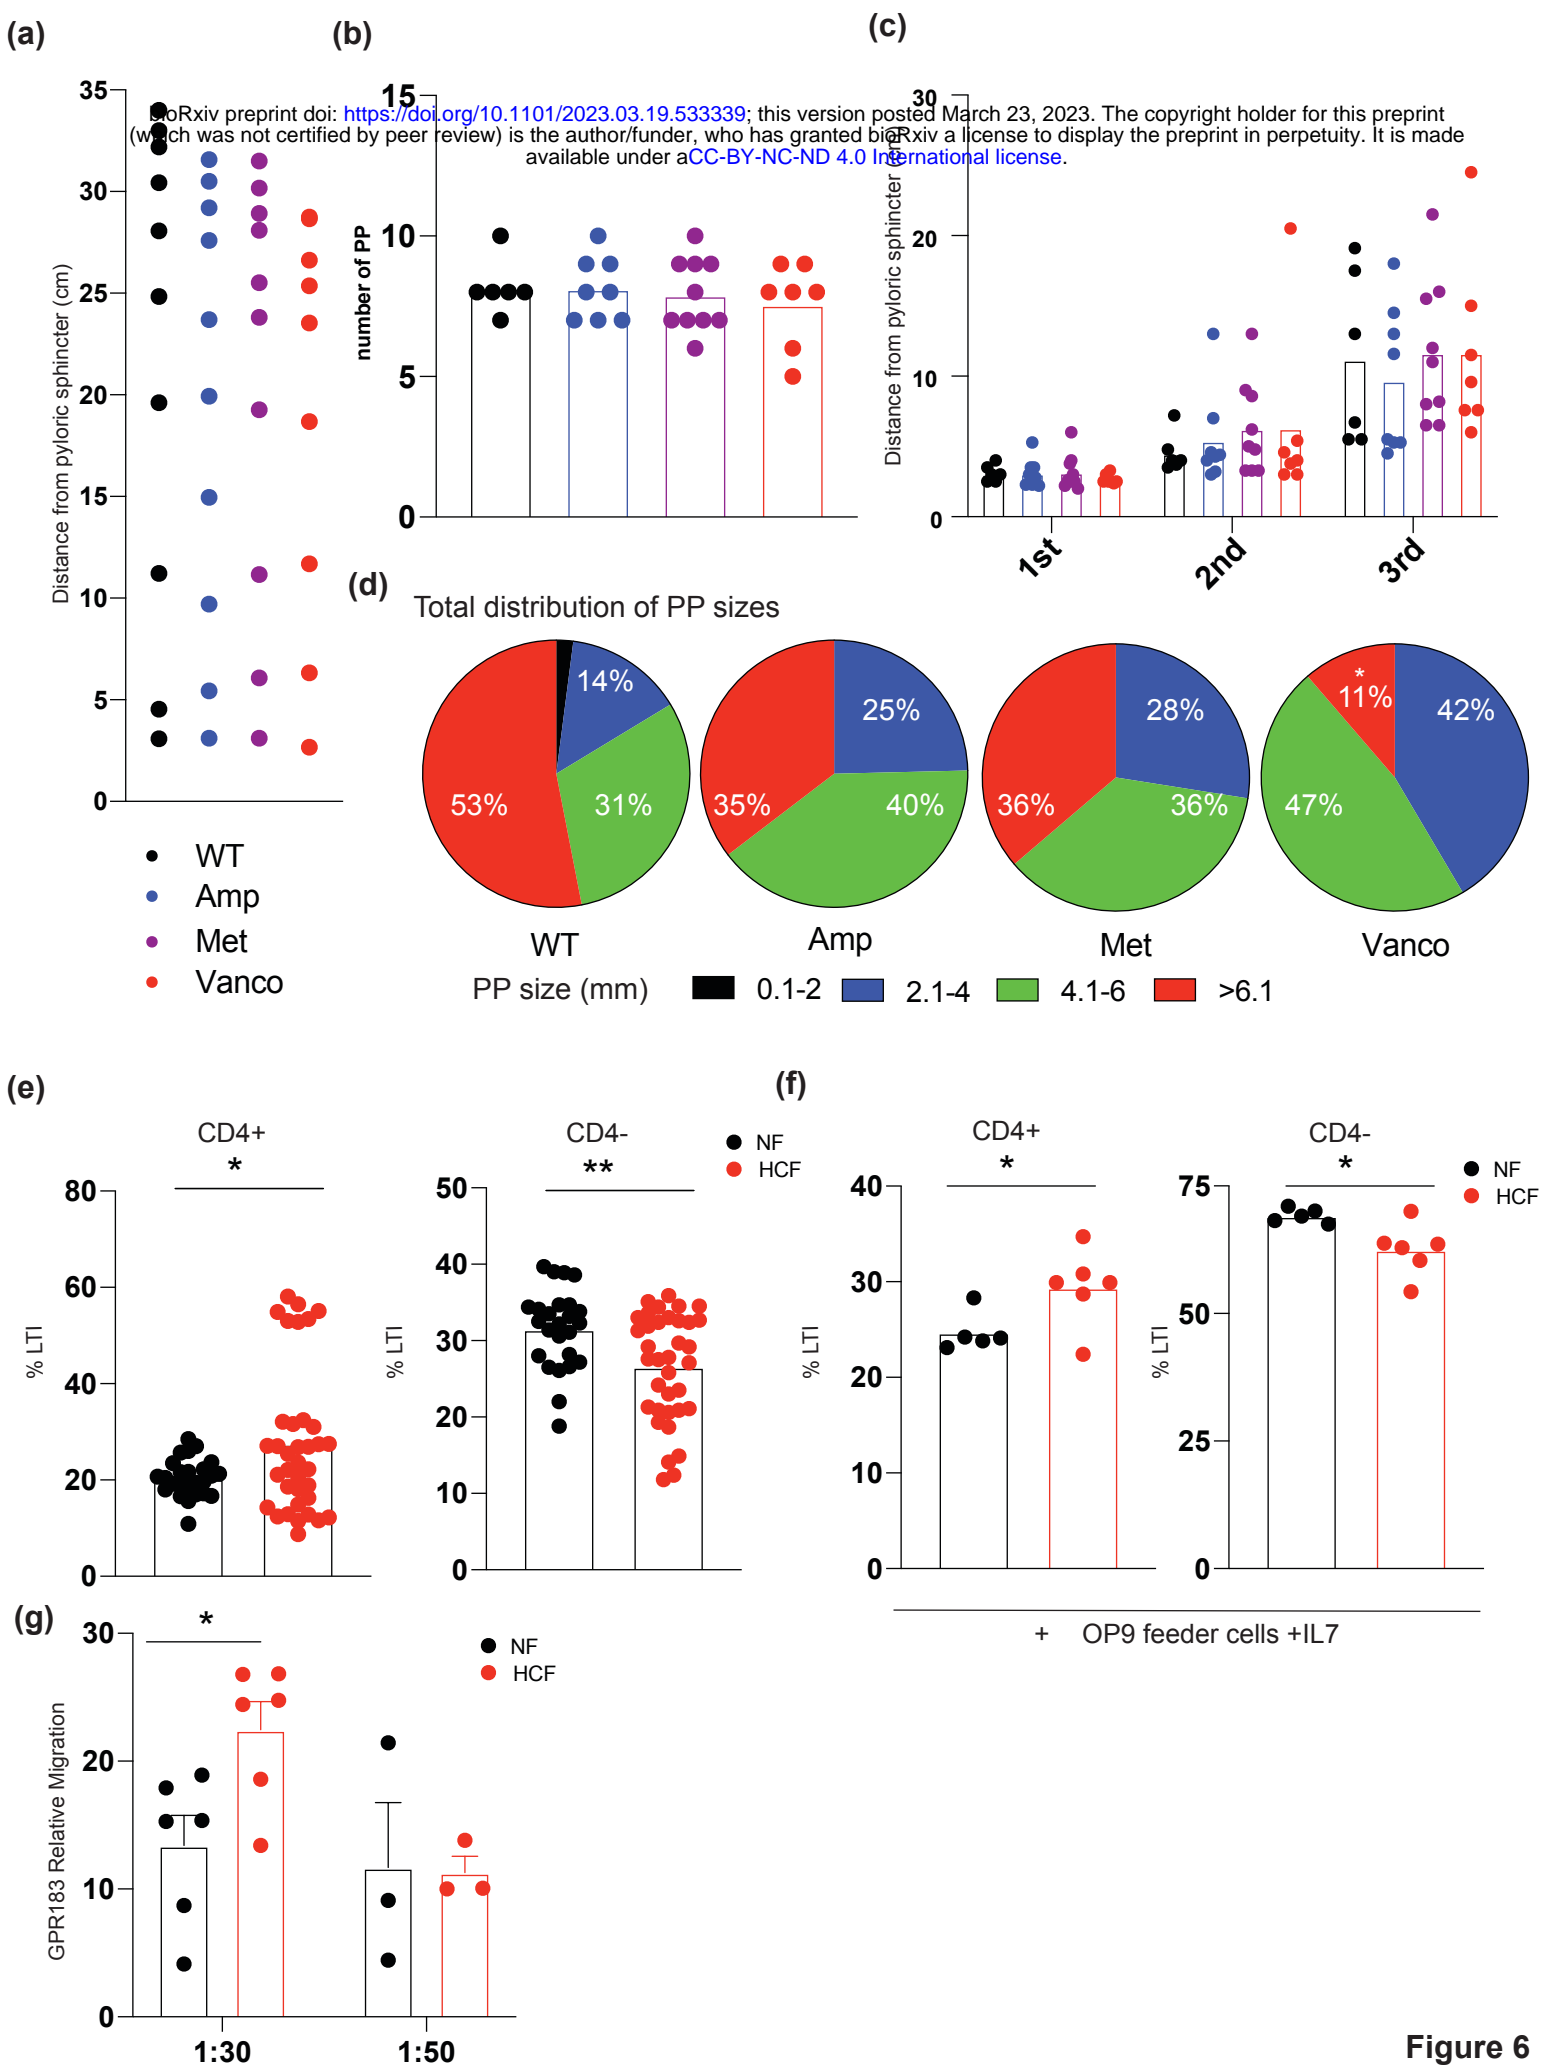 (a)
(b)
(c)
bioRxiv preprint doi: https://doi.org/10.1101/2023.03.19.533339; this version posted March 23, 2023. The copyright holder for this preprint
(which was not certified by peer review) is the author/funder, who has granted bioRxiv a license to display the preprint in perpetuity. It is made
available under aCC-BY-NC-ND 4.0 International license.
Distance from pyloric sphincter (cm)
35
30
25
20
15
10
5
0
WT
Amp
Met
Vanco
number of PP
15
10
5
0
Distance from pyloric sphincter (cm)
30
20
10
0
1st
2nd
3rd
(d)
Total distribution of PP sizes
14%
31%
53%
WT
25%
40%
35%
Amp
28%
36%
36%
Met
*
11%
42%
47%
Vanco
PP size (mm)
0.1-2
2.1-4
4.1-6
>6.1
(e)
CD4+
*
% LTI
80
60
40
20
0
CD4-
**
% LTI
50
40
30
20
10
0
NF
HCF
(f)
CD4+
*
% LTI
40
30
20
10
0
CD4-
*
% LTI
75
50
25
0
NF
HCF
+ OP9 feeder cells +IL7
(g)
*
GPR183 Relative Migration
30
20
10
0
1:30
1:50
NF
HCF
Figure 6